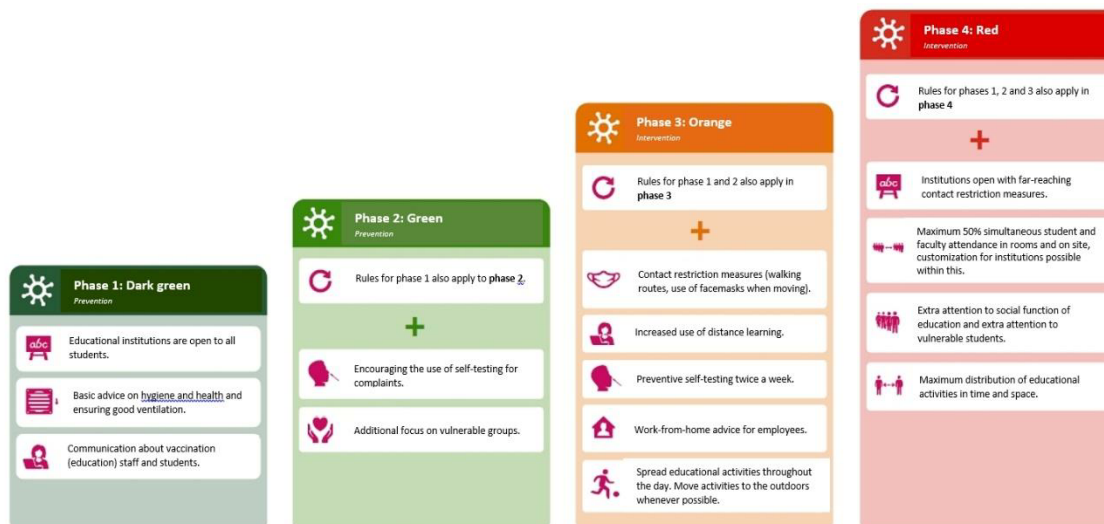 Phase 1: Dark green
Prevention
abc
Educational institutions are open to all
students.
Basic advice on hygiene and health and
ensuring good ventilation.
Communication about vaccination
(education) staff and students.
Phase 2: Green
Prevention
Rules for phase 1 also apply to phase 2.
+
Encouraging the use of self-testing for
complaints.
Additional focus on vulnerable groups.
Phase 3: Orange
Intervention
Rules for phase 1 and 2 also apply in
phase 3
+
Contact restriction measures (walking
routes, use of facemasks when moving).
Increased use of distance learning.
Preventive self-testing twice a week.
Work-from-home advice for employees.
Spread educational activities throughout
the day. Move activities to the outdoors
whenever possible.
Phase 4: Red
Intervention
Rules for phases 1, 2 and 3 also apply in
phase 4
+
abc
Institutions open with far-reaching
contact restriction measures.
Maximum 50% simultaneous student and
faculty attendance in rooms and on site,
customization for institutions possible
within this.
Extra attention to social function of
education and extra attention to
vulnerable students.
Maximum distribution of educational
activities in time and space.